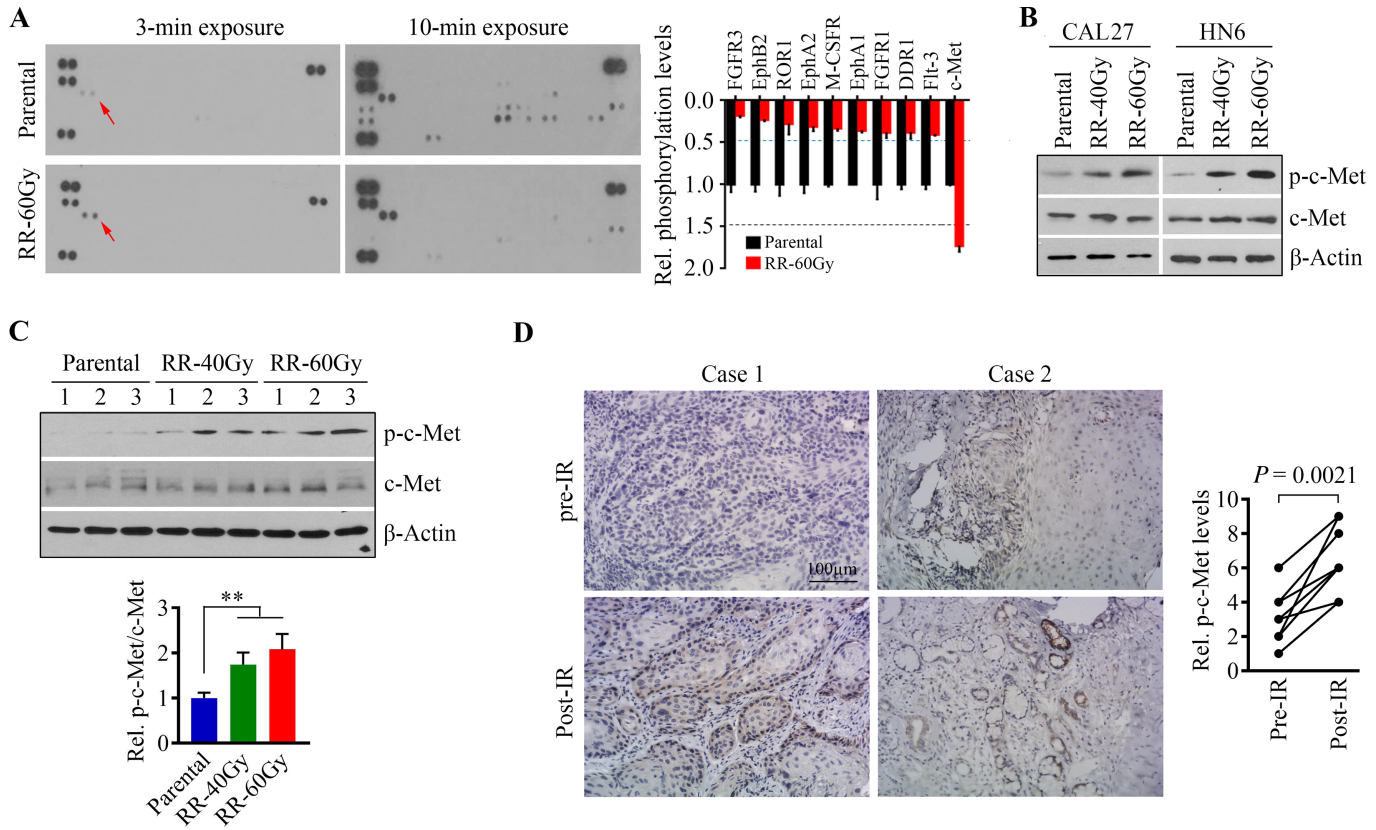 A
3-min exposure
10-min exposure
Parental
RR-60Gy
Rel. phosphorylation levels
FGFR3
EphB2
ROR1
EphA2
M-CSFR
EphA1
FGFR1
DDR1
Flt-3
c-Met
0.0
0.5
1.0
1.5
2.0
Parental
RR-60Gy
B
CAL27
HN6
Parental
RR-40Gy
RR-60Gy
Parental
RR-40Gy
RR-60Gy
p-c-Met
c-Met
β-Actin
C
Parental RR-40Gy RR-60Gy
1 2 3 1 2 3 1 2 3
p-c-Met
c-Met
β-Actin
Rel. p-c-Met/c-Met
3
2
1
0
**
Parental
RR-40Gy
RR-60Gy
D
Case 1
Case 2
pre-IR
Post-IR
100μm
P = 0.0021
Rel. p-c-Met levels
10
8
6
4
2
0
Pre-IR
Post-IR